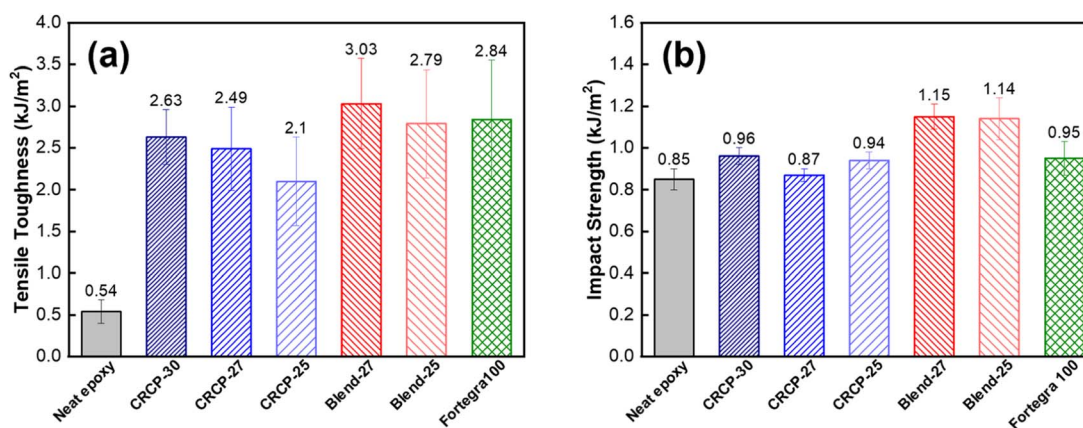 (a)
Tensile Toughness (kJ/m²)
4.0
3.5
3.0
2.5
2.0
1.5
1.0
0.5
0.0
0.54
2.63
2.49
2.1
3.03
2.79
2.84
Neat epoxy
CRCP-30
CRCP-27
CRCP-25
Blend-27
Blend-25
Fortegra100
(b)
Impact Strength (kJ/m²)
1.6
1.4
1.2
1.0
0.8
0.6
0.4
0.2
0.0
0.85
0.96
0.87
0.94
1.15
1.14
0.95
Neat epoxy
CRCP-30
CRCP-27
CRCP-25
Blend-27
Blend-25
Fortegra 100